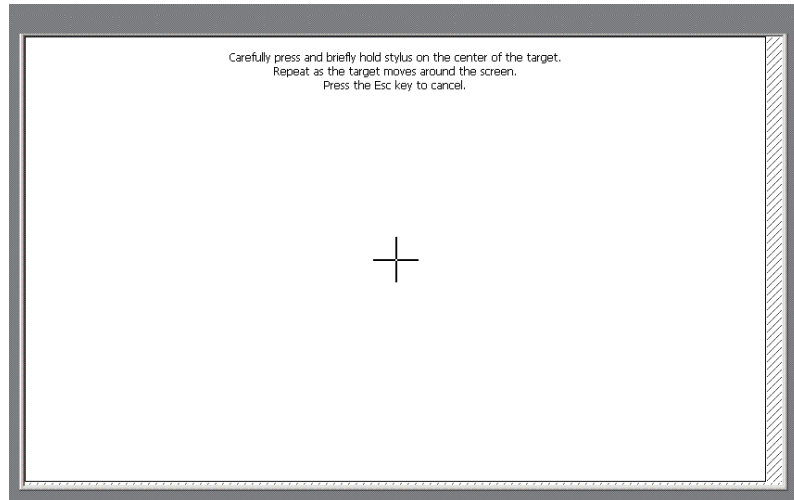 Carefully press and briefly hold stylus on the center of the target.
Repeat as the target moves around the screen.
Press the Esc key to cancel.